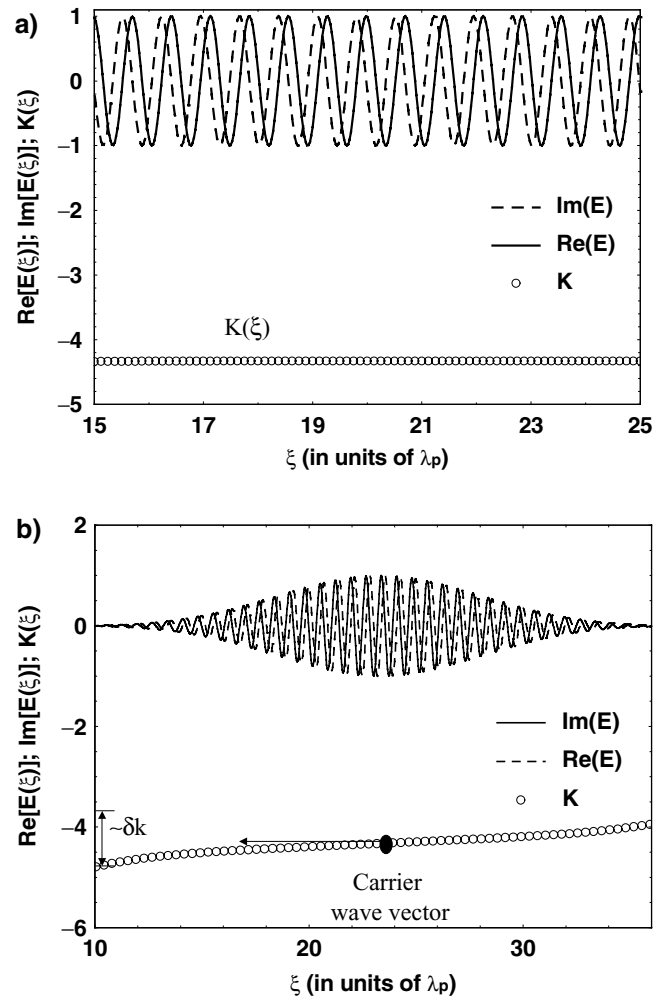 a)
Re[E(ξ)]; Im[E(ξ)]; K(ξ)
1
0
−1
−2
−3
−4
−5
Im(E)
Re(E)
K
K(ξ)
15 17 19 21 23 25
ξ (in units of λp)
b)
Re[E(ξ)]; Im[E(ξ)]; K(ξ)
2
0
−2
−4
−6
Im(E)
Re(E)
K
~δk
Carrier
wave vector
10 20 30
ξ (in units of λp)